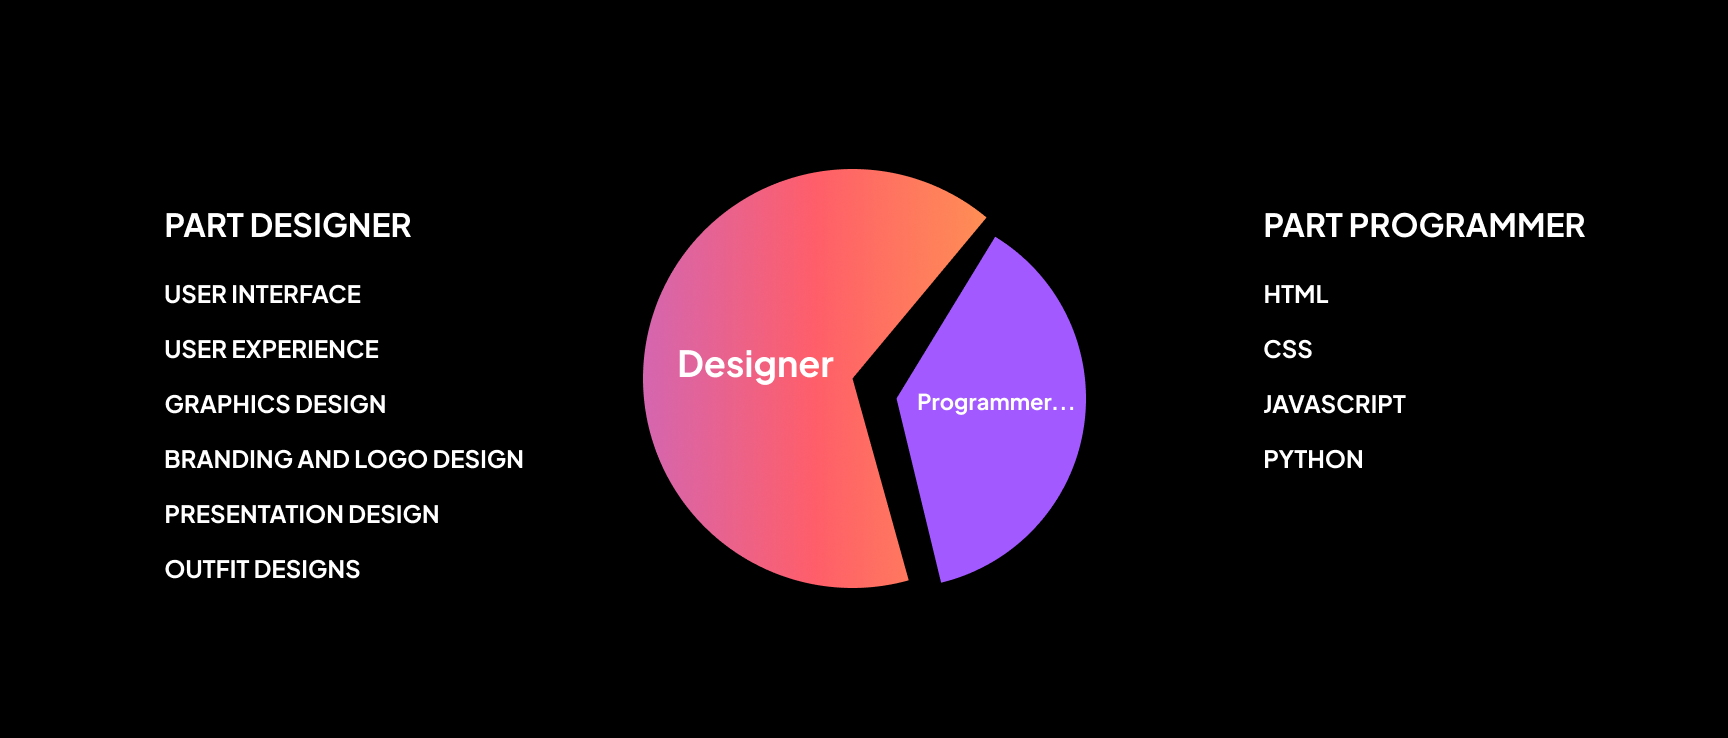 PART DESIGNER
USER INTERFACE
USER EXPERIENCE
GRAPHICS DESIGN
BRANDING AND LOGO DESIGN
PRESENTATION DESIGN
OUTFIT DESIGNS
Designer
Programmer...
PART PROGRAMMER
HTML
CSS
JAVASCRIPT
PYTHON